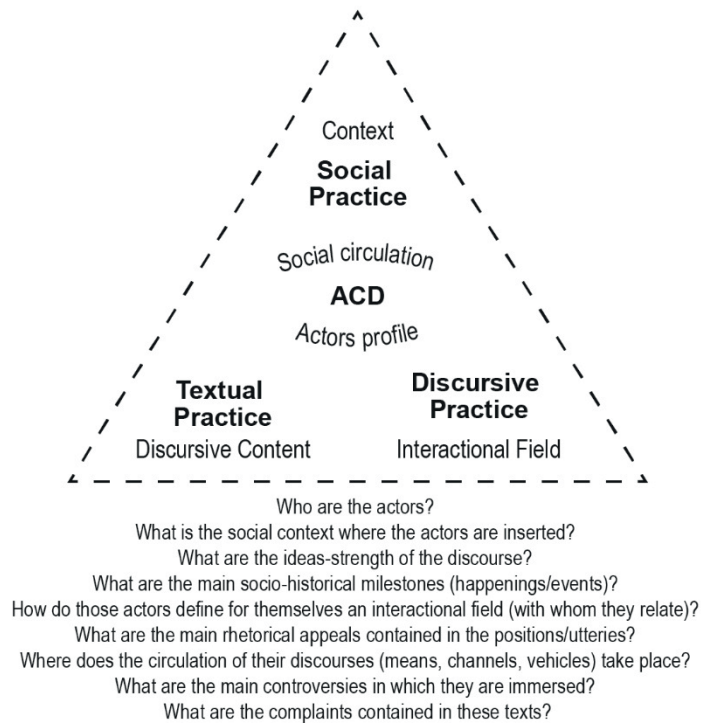 Context
Social
Practice
Social circulation
ACD
Actors profile
Textual
Practice
Discursive Content
Discursive
Practice
Interactional Field
Who are the actors?
What is the social context where the actors are inserted?
What are the ideas-strength of the discourse?
What are the main socio-historical milestones (happenings/events)?
How do those actors define for themselves an interactional field (with whom they relate)?
What are the main rhetorical appeals contained in the positions/utteries?
Where does the circulation of their discourses (means, channels, vehicles) take place?
What are the main controversies in which they are immersed?
What are the complaints contained in these texts?